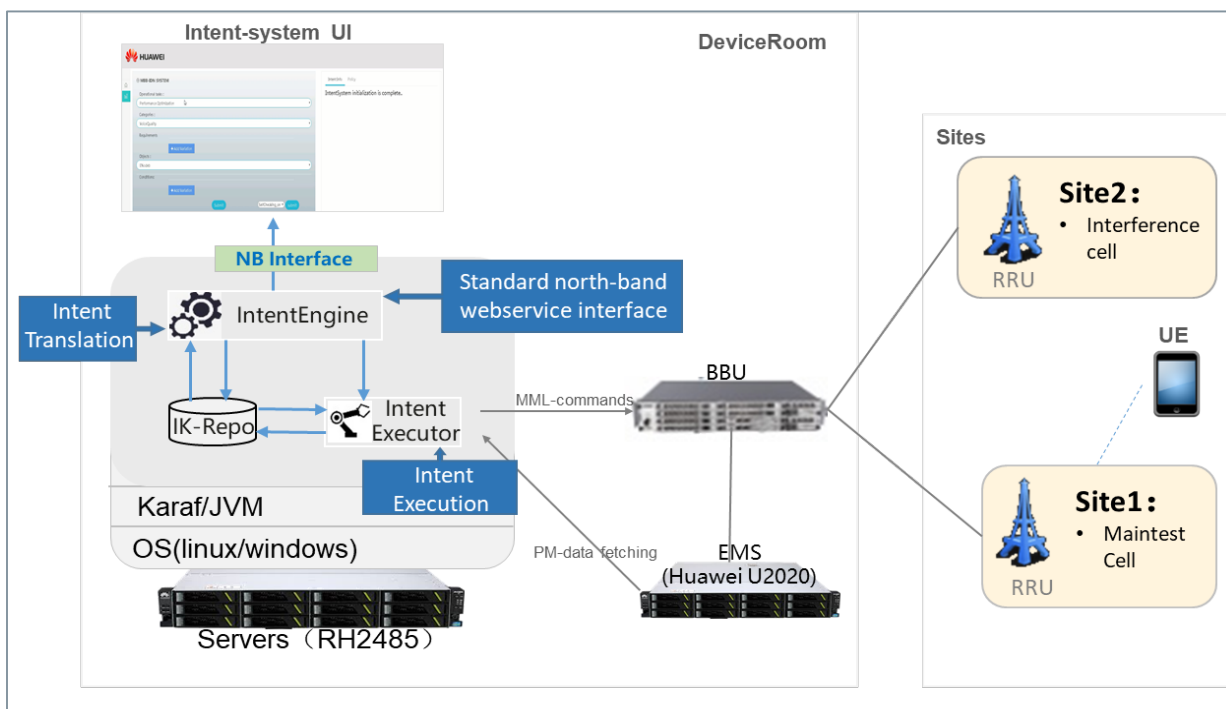 Intent-system UI
DeviceRoom
HUAWEI
IntentSystem initialization is complete.
Sites
Site2：
• Interference
cell
RRU
NB Interface
Intent
Translation
IntentEngine
Standard north-band
webservice interface
UE
BBU
MML-commands
IK-Repo
Intent
Executor
Intent
Execution
Karaf/JVM
OS(linux/windows)
PM-data fetching
EMS
(Huawei U2020)
Site1：
• Maintest
Cell
RRU
Servers（RH2485）